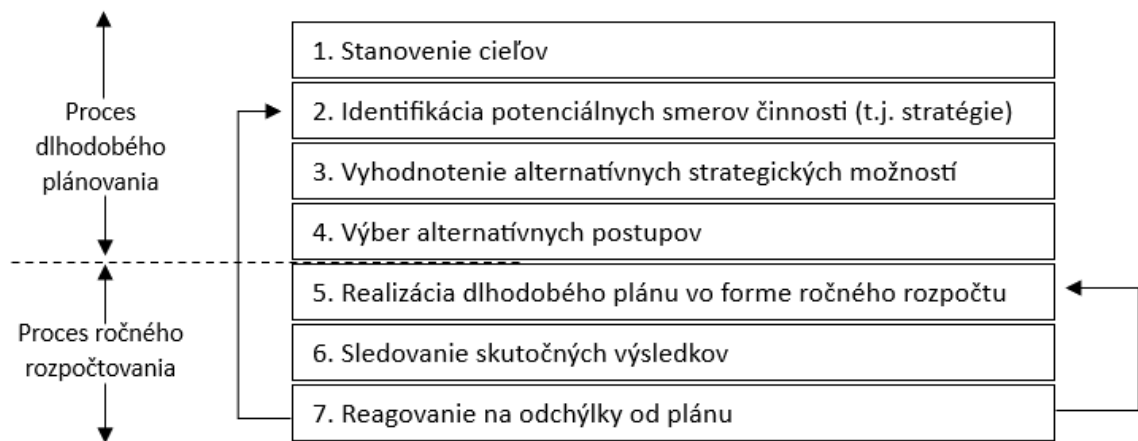 1. Stanovenie cieľov
2. Identifikácia potenciálnych smerov činnosti (t.j. stratégie)
3. Vyhodnotenie alternatívnych strategických možností
4. Výber alternatívnych postupov
Proces
dlhodobého
plánovania
5. Realizácia dlhodobého plánu vo forme ročného rozpočtu
6. Sledovanie skutočných výsledkov
7. Reagovanie na odchýlky od plánu
Proces ročného
rozpočtovania